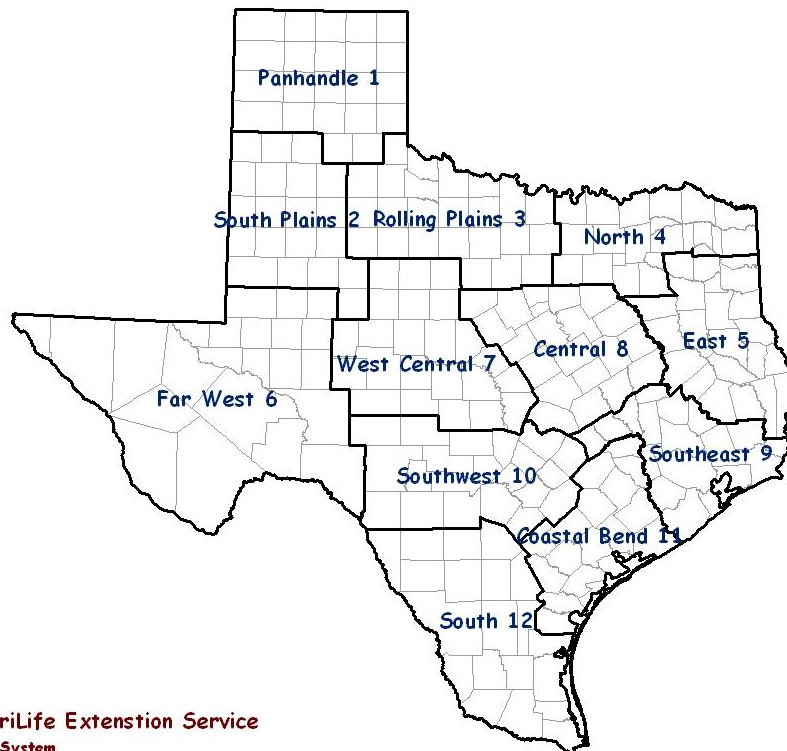 Panhandle 1
South Plains 2
Rolling Plains 3
North 4
Central 8
East 5
West Central 7
Far West 6
Southeast 9
Southwest 10
Coastal Bend 11
South 12
riLife Extenstion Service
System